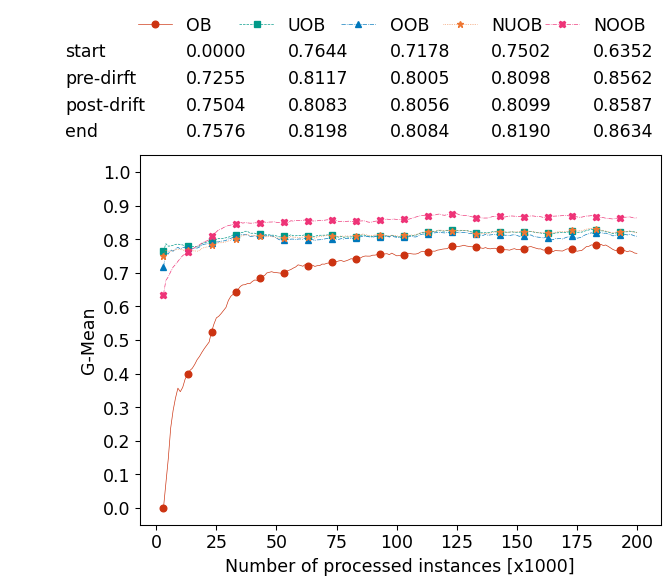 OB UOB OOB NUOB NOOB
start 0.0000 0.7644 0.7178 0.7502 0.6352
pre-dirft 0.7255 0.8117 0.8005 0.8098 0.8562
post-drift 0.7504 0.8083 0.8056 0.8099 0.8587
end 0.7576 0.8198 0.8084 0.8190 0.8634
1.0
0.9
0.8
0.7
0.6
0.5
0.4
0.3
0.2
0.1
0.0
G-Mean
0 25 50 75 100 125 150 175 200
Number of processed instances [x1000]